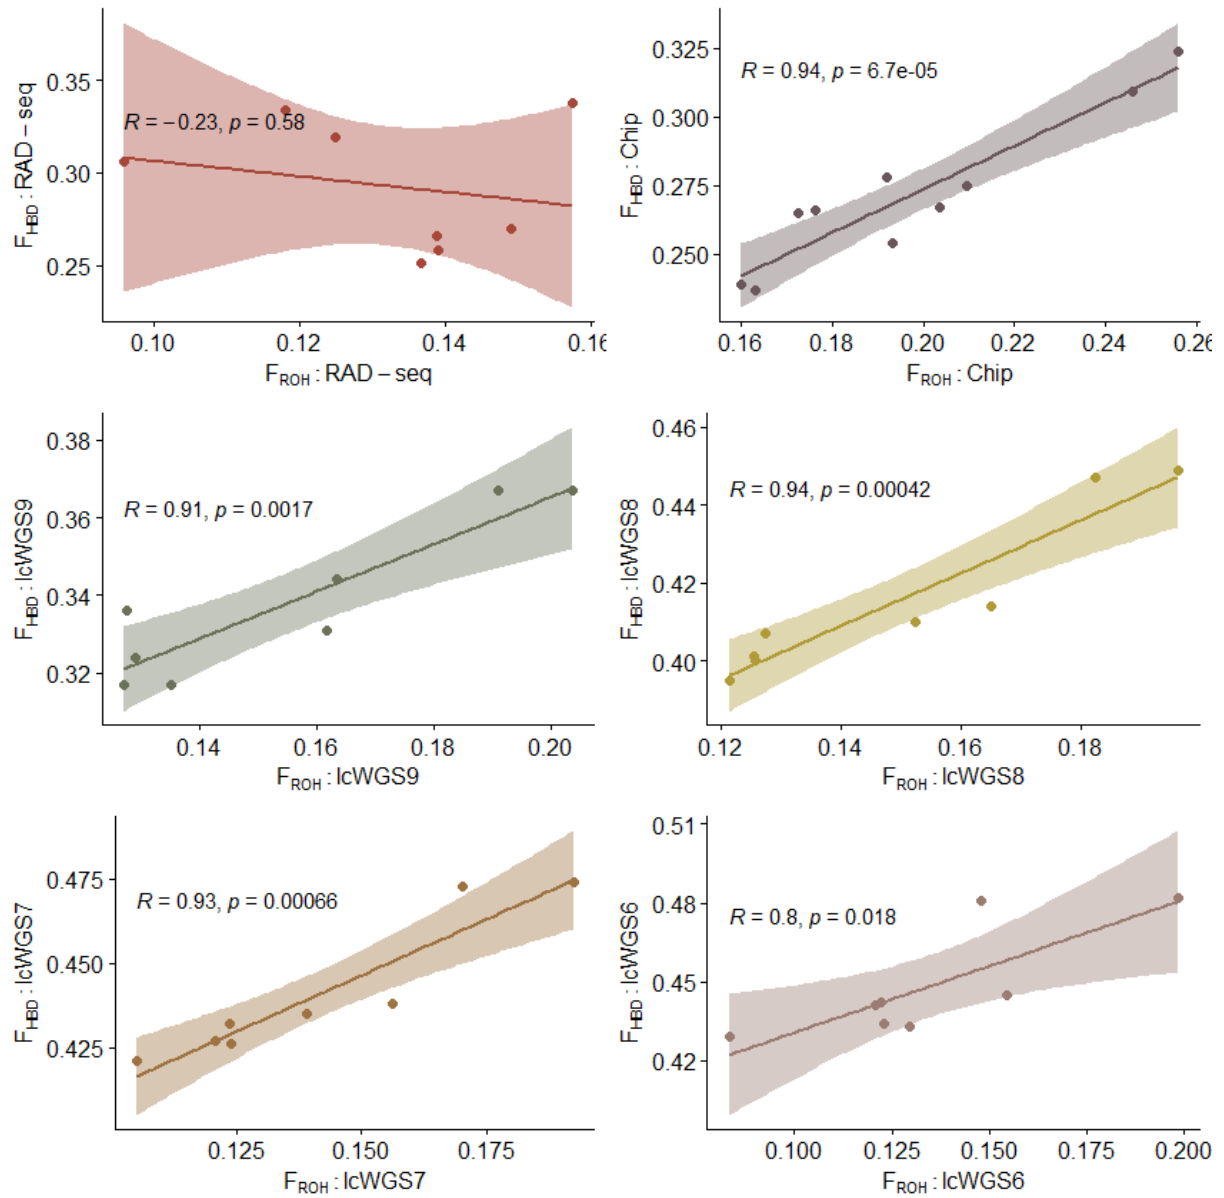 F_HBD : RAD – seq
0.35
0.30
0.25
R = −0.23, p = 0.58
0.10 0.12 0.14 0.16
F_ROH : RAD – seq
F_HBD : Chip
0.325
0.300
0.275
0.250
R = 0.94, p = 6.7e-05
0.16 0.18 0.20 0.22 0.24 0.26
F_ROH : Chip
F_HBD : lcWGS9
0.38
0.36
0.34
0.32
R = 0.91, p = 0.0017
0.14 0.16 0.18 0.20
F_ROH : lcWGS9
F_HBD : lcWGS8
0.46
0.44
0.42
0.40
R = 0.94, p = 0.00042
0.12 0.14 0.16 0.18
F_ROH : lcWGS8
F_HBD : lcWGS7
0.475
0.450
0.425
R = 0.93, p = 0.00066
0.125 0.150 0.175
F_ROH : lcWGS7
F_HBD : lcWGS6
0.51
0.48
0.45
0.42
R = 0.8, p = 0.018
0.100 0.125 0.150 0.175 0.200
F_ROH : lcWGS6